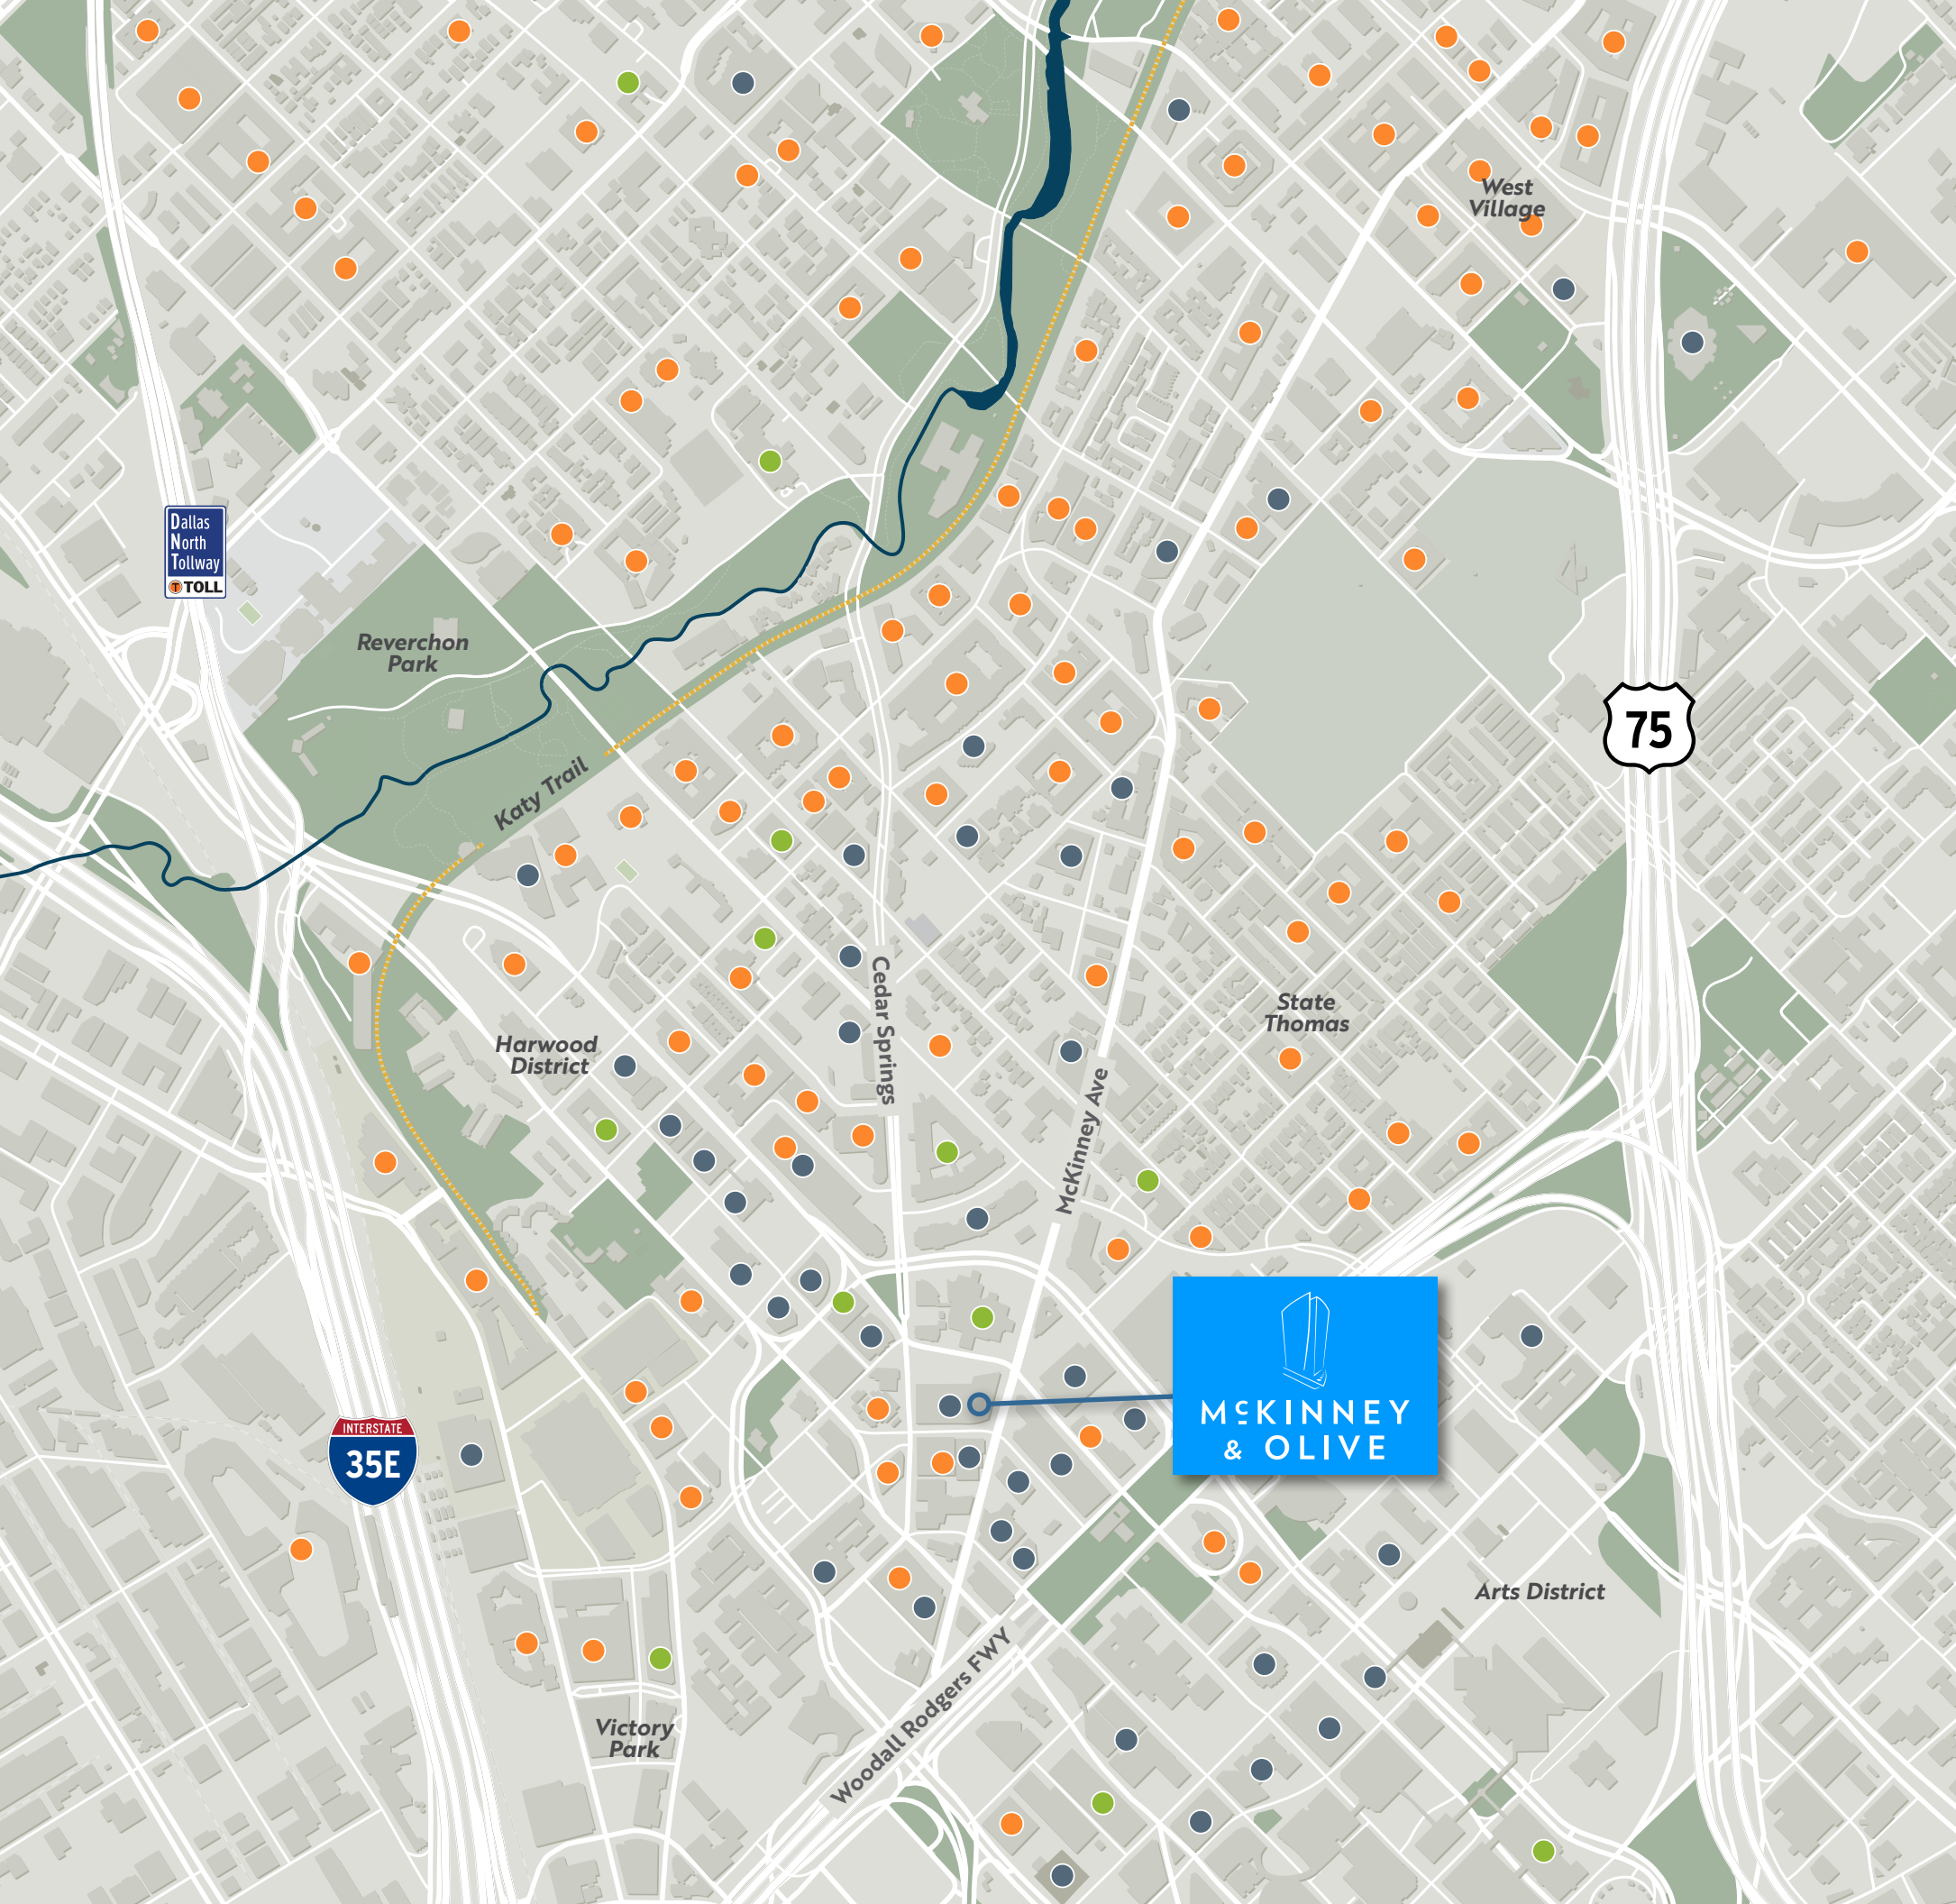 West
Village
Dallas
North
Tollway
TOLL
Reverchon
Park
75
Katy Trail
Cedar Springs
State
Thomas
Harwood
District
McKinney Ave
McKINNEY
& OLIVE
INTERSTATE
35E
Arts District
Woodall Rodgers FWY
Victory
Park